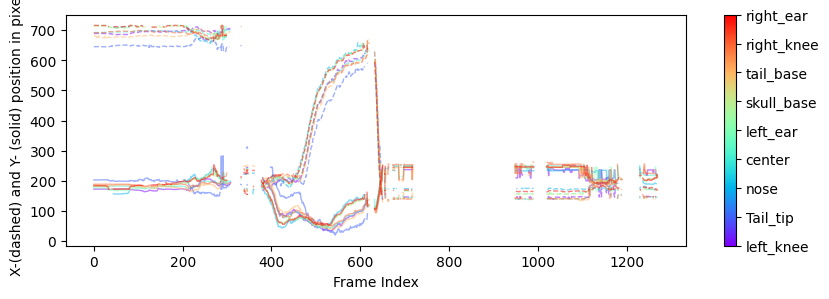 X-(dashed) and Y- (solid) position in pixe
700
600
500
400
300
200
100
0
0
200
400
600
800
1000
1200
Frame Index
right_ear
right_knee
tail_base
skull_base
left_ear
center
nose
Tail_tip
left_knee